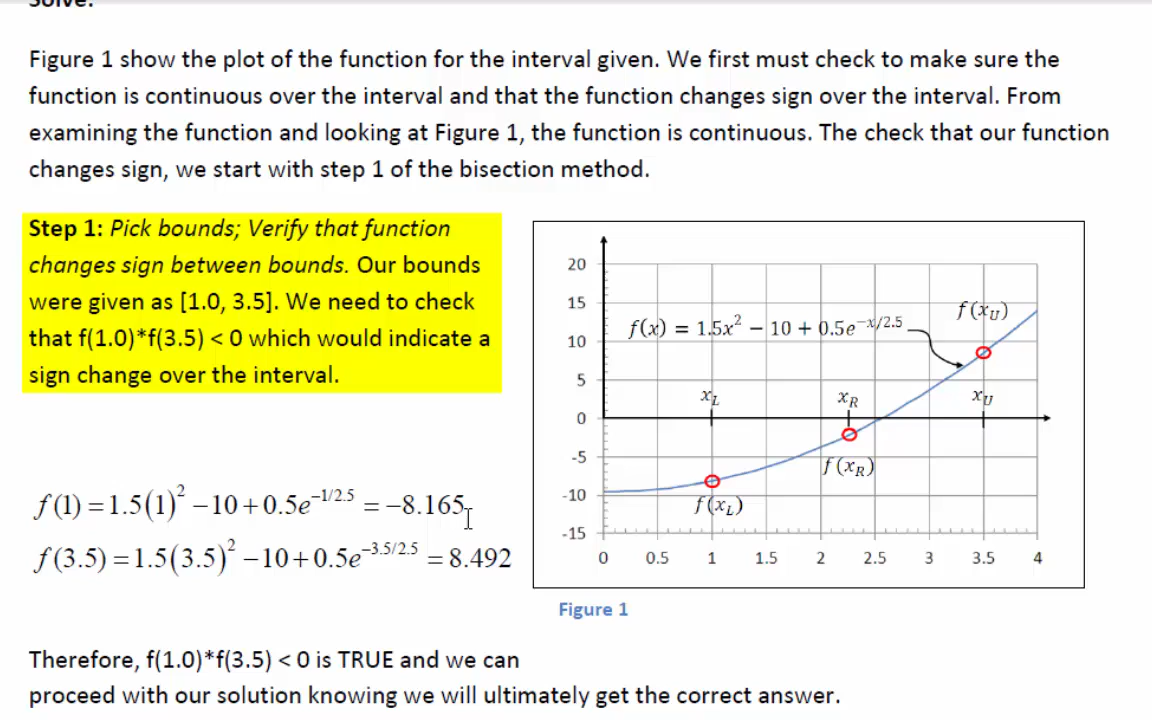 Solve:
Figure 1 show the plot of the function for the interval given. We first must check to make sure the
function is continuous over the interval and that the function changes sign over the interval. From
examining the function and looking at Figure 1, the function is continuous. The check that our function
changes sign, we start with step 1 of the bisection method.
Step 1: Pick bounds; Verify that function
changes sign between bounds. Our bounds
were given as [1.0, 3.5]. We need to check
that f(1.0)*f(3.5) < 0 which would indicate a
sign change over the interval.
f(1) = 1.5(1)² − 10 + 0.5e^{−1/2.5} = −8.165
f(3.5) = 1.5(3.5)² − 10 + 0.5e^{−3.5/2.5} = 8.492
20
15
10
5
0
-5
-10
-15
f(x) = 1.5x² − 10 + 0.5e^{−x/2.5}
f(x_U)
x_L
x_R
x_U
f(x_R)
f(x_L)
0 0.5 1 1.5 2 2.5 3 3.5 4
Figure 1
Therefore, f(1.0)*f(3.5) < 0 is TRUE and we can
proceed with our solution knowing we will ultimately get the correct answer.